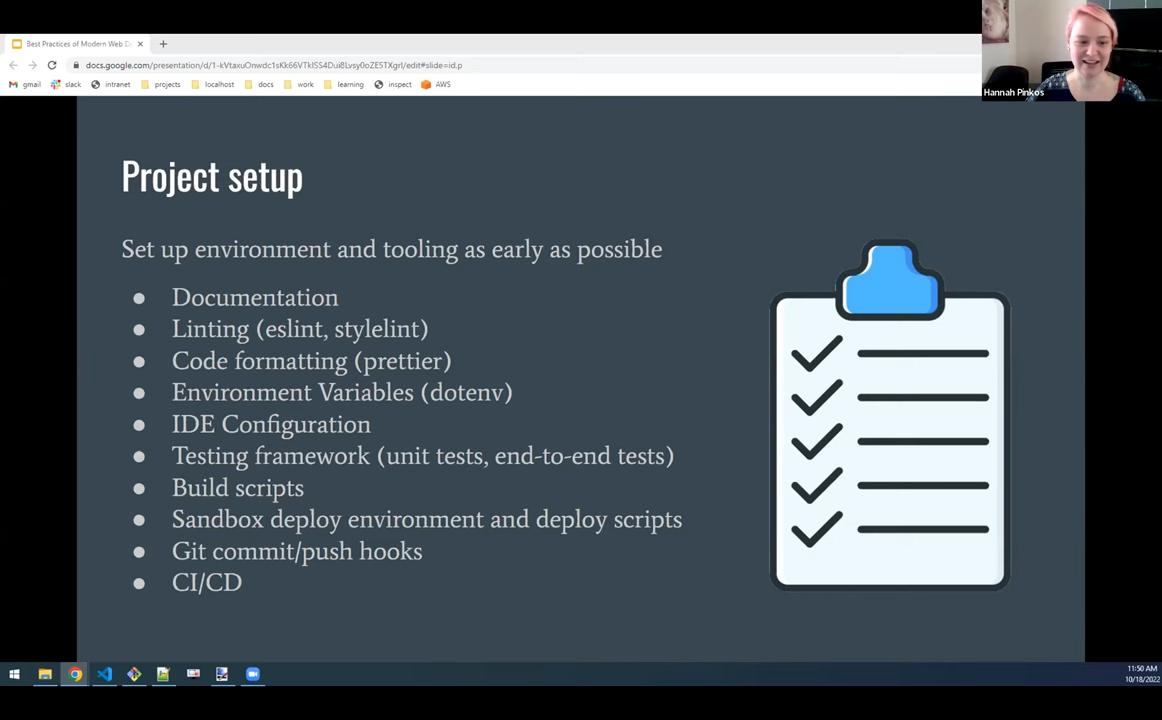 Best Practices of Modern Web D
docs.google.com/presentation/d/1-kVtaxuOnwdc1sKk66VTkISS4Dui8Lvsy0oZE5TXgrI/edit#slide=id.p
gmail slack intranet projects localhost docs work learning inspect AWS
Hannah Pinkos
Project setup
Set up environment and tooling as early as possible
● Documentation
● Linting (eslint, stylelint)
● Code formatting (prettier)
● Environment Variables (dotenv)
● IDE Configuration
● Testing framework (unit tests, end-to-end tests)
● Build scripts
● Sandbox deploy environment and deploy scripts
● Git commit/push hooks
● CI/CD
11:50 AM
10/18/2022